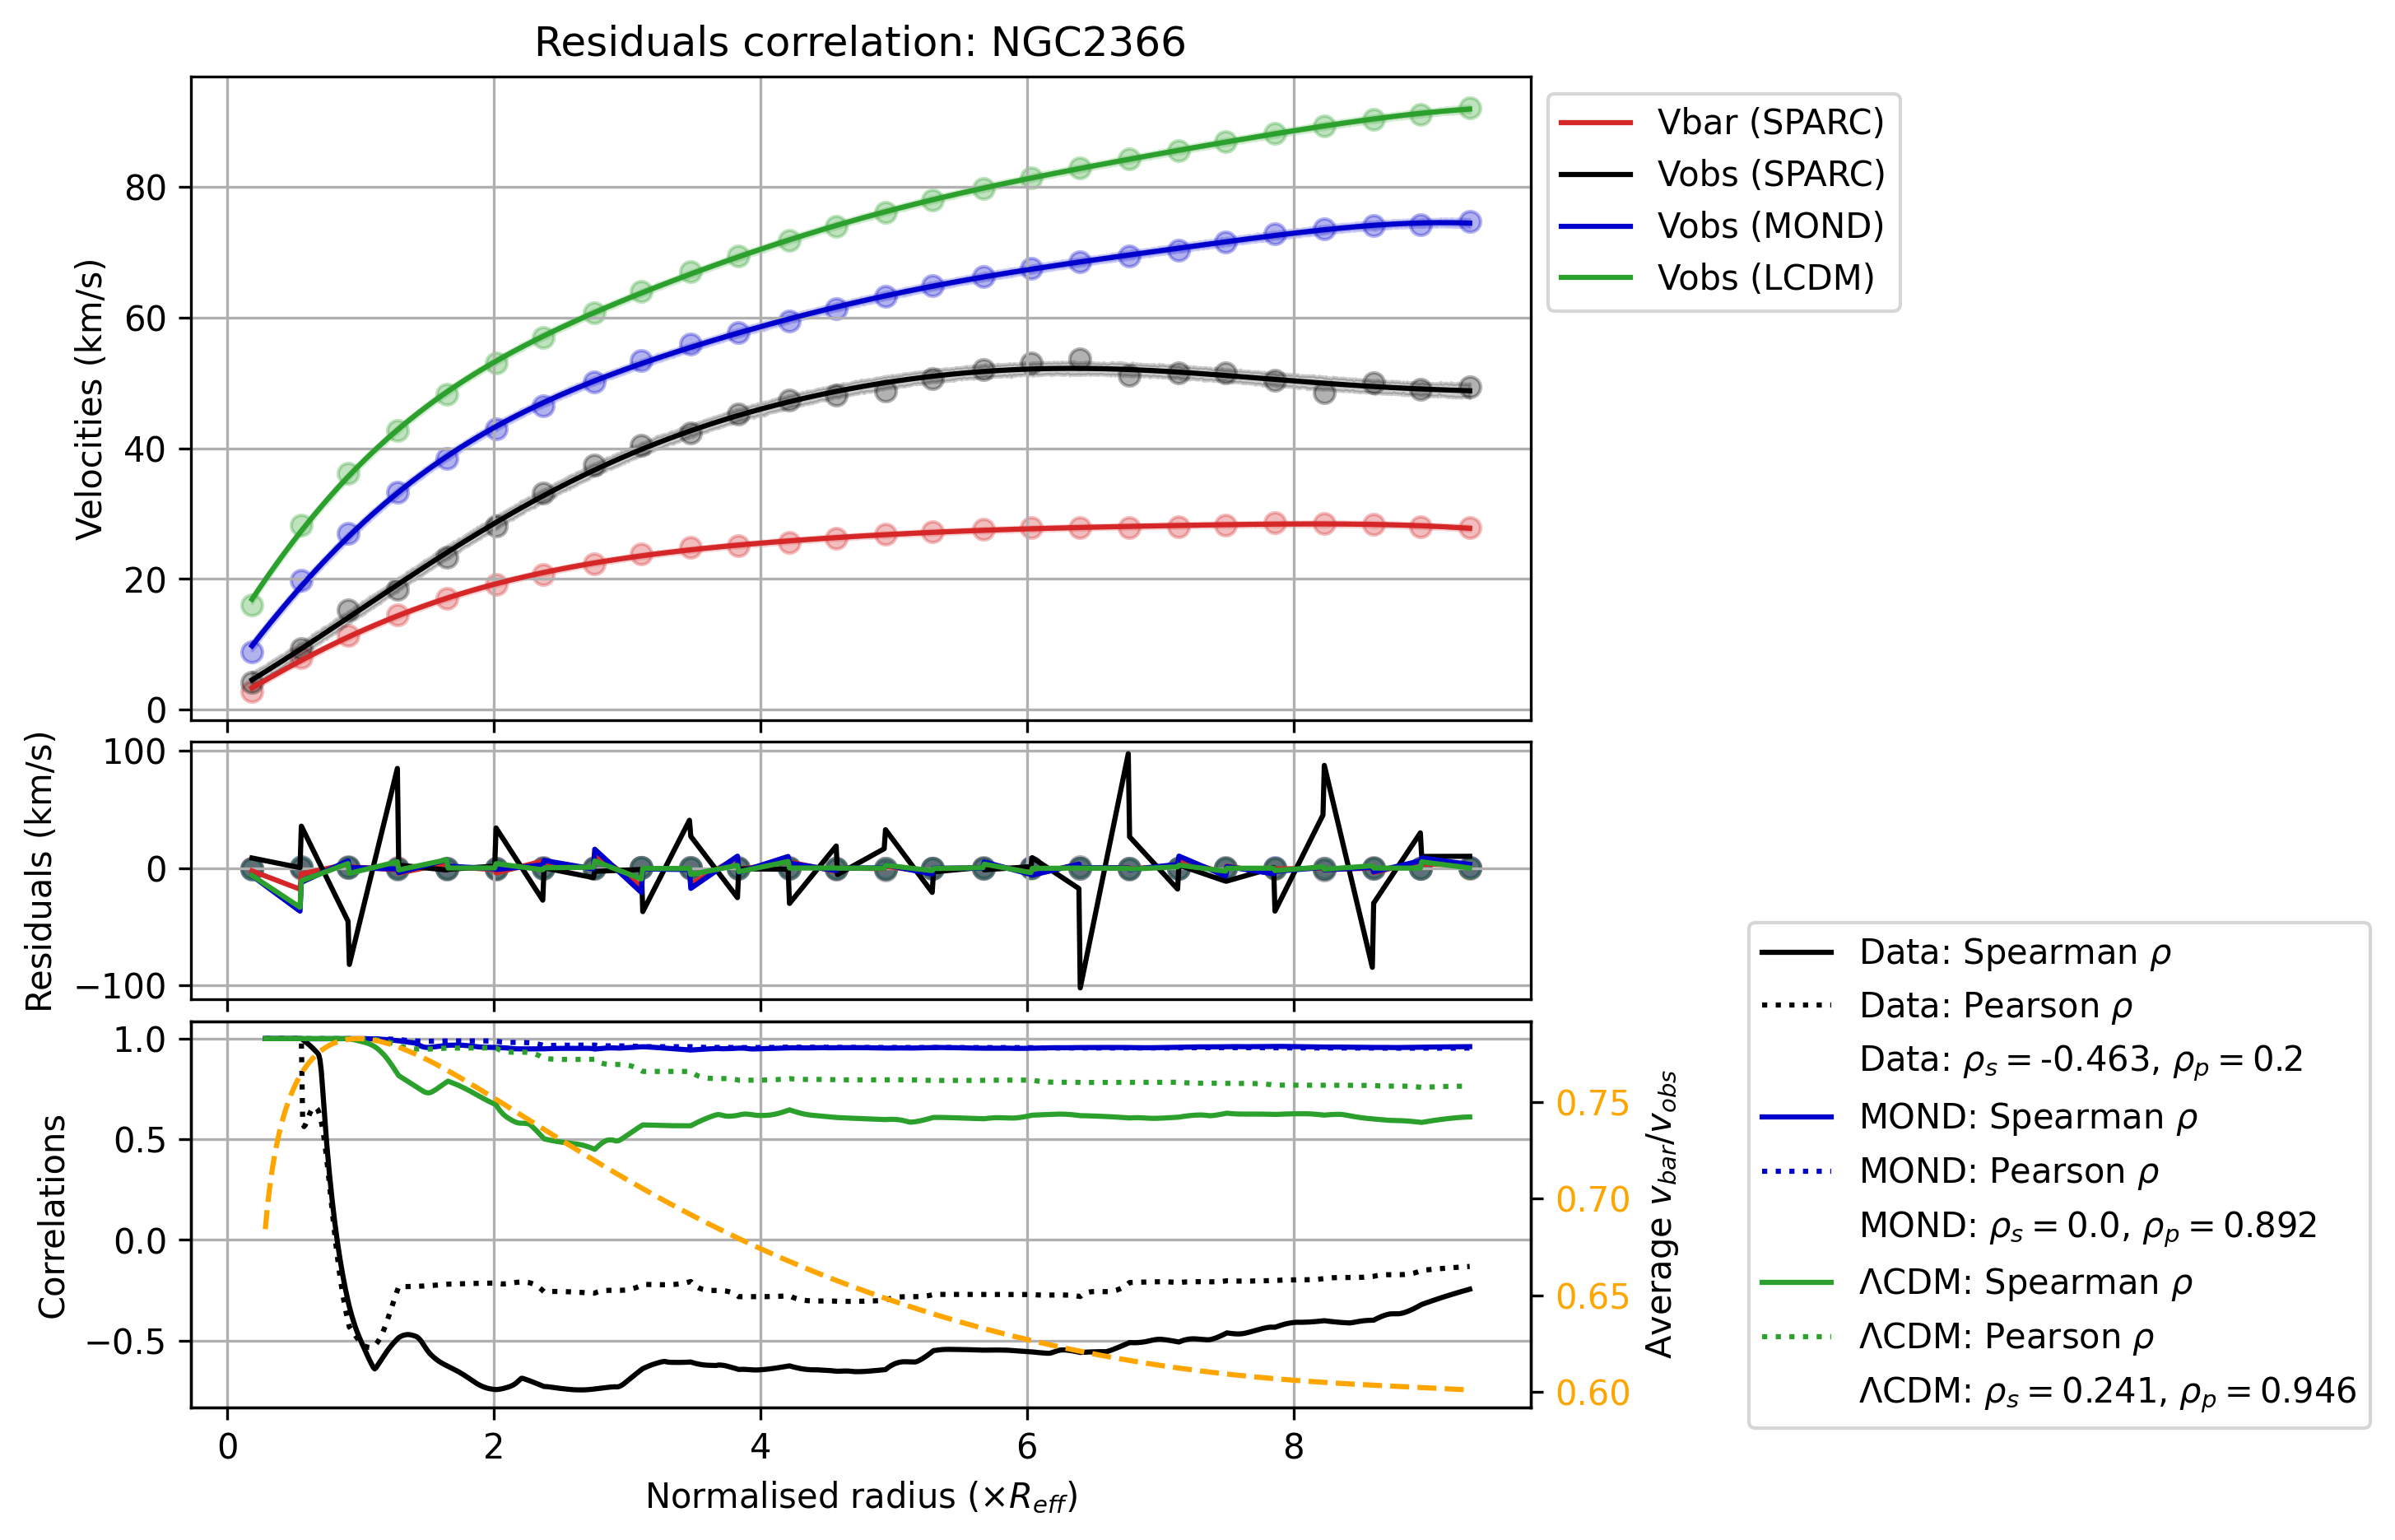 Residuals correlation: NGC2366
Velocities (km/s)
80
60
40
20
0
Vbar (SPARC)
Vobs (SPARC)
Vobs (MOND)
Vobs (LCDM)
Residuals (km/s)
100
0
−100
Correlations
1.0
0.5
0.0
−0.5
0.75
0.70
0.65
0.60
Average v_bar/v_obs
0 2 4 6 8
Normalised radius (×R_eff)
Data: Spearman ρ
Data: Pearson ρ
Data: ρ_s = -0.463, ρ_p = 0.2
MOND: Spearman ρ
MOND: Pearson ρ
MOND: ρ_s = 0.0, ρ_p = 0.892
ΛCDM: Spearman ρ
ΛCDM: Pearson ρ
ΛCDM: ρ_s = 0.241, ρ_p = 0.946